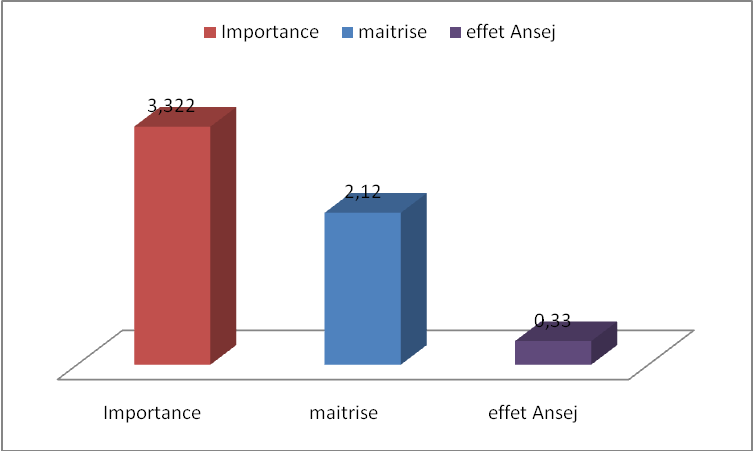 Importance maitrise effet Ansej
3,322
2,12
0,33
Importance maitrise effet Ansej